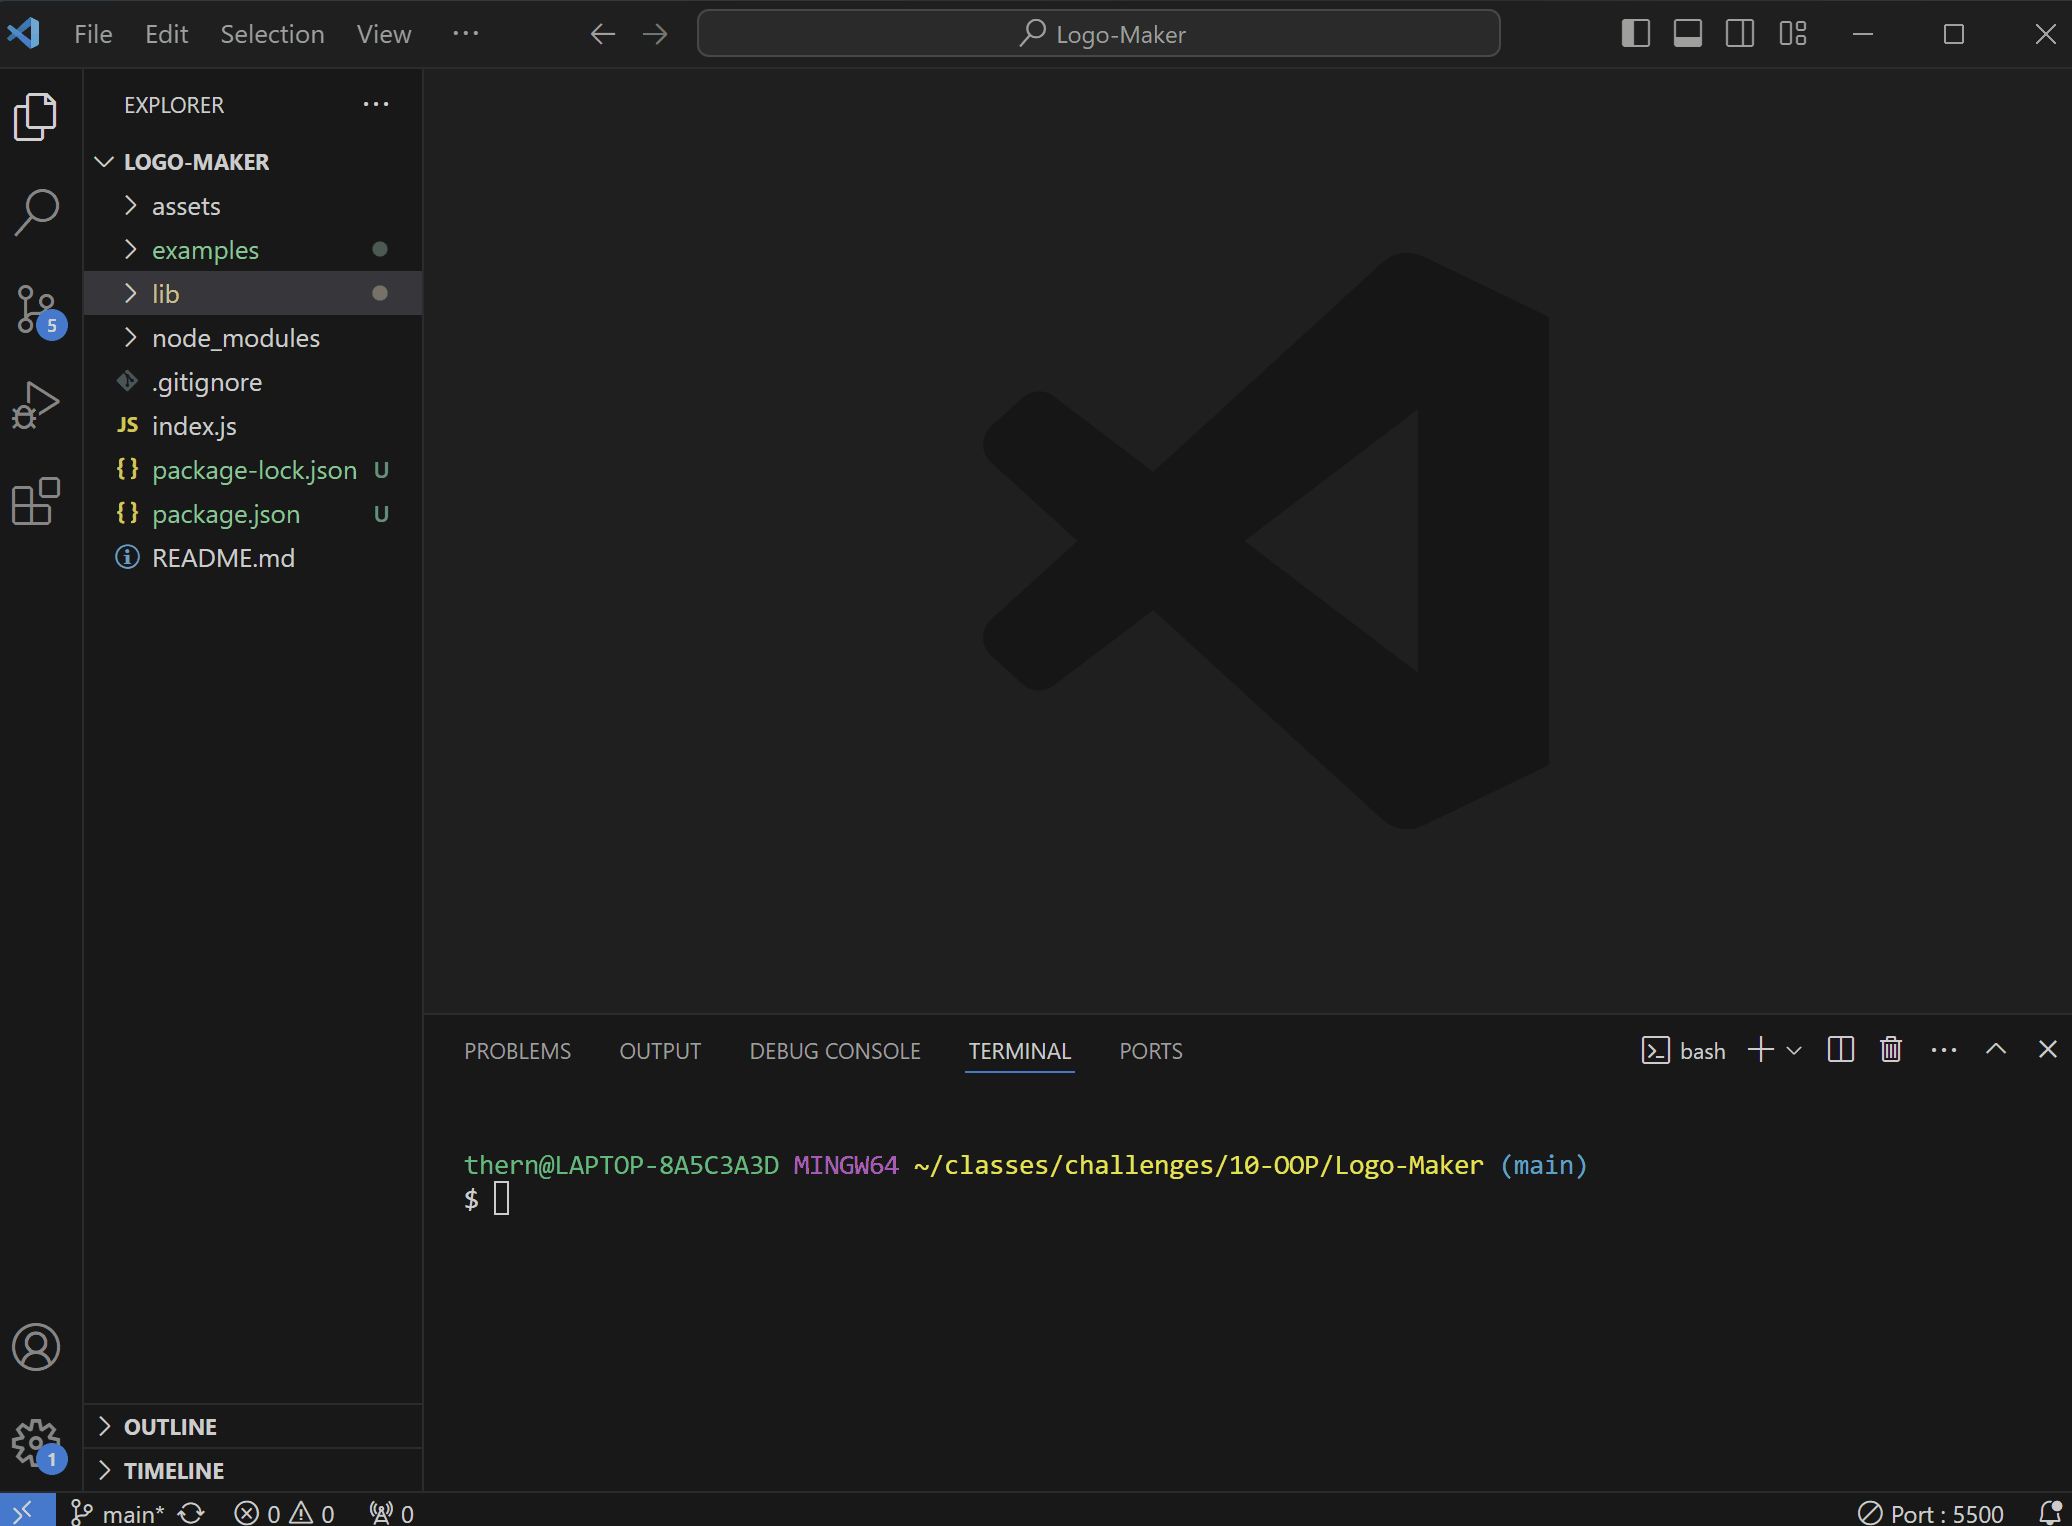 File Edit Selection View ··· Logo-Maker
EXPLORER ···
LOGO-MAKER
assets
examples
lib
5
node_modules
.gitignore
JS index.js
{} package-lock.json U
{} package.json U
README.md
PROBLEMS OUTPUT DEBUG CONSOLE TERMINAL PORTS bash ···
thern@LAPTOP-8A5C3A3D MINGW64 ~/classes/challenges/10-OOP/Logo-Maker (main)
$
OUTLINE
1
TIMELINE
main* 0 0 0 Port : 5500